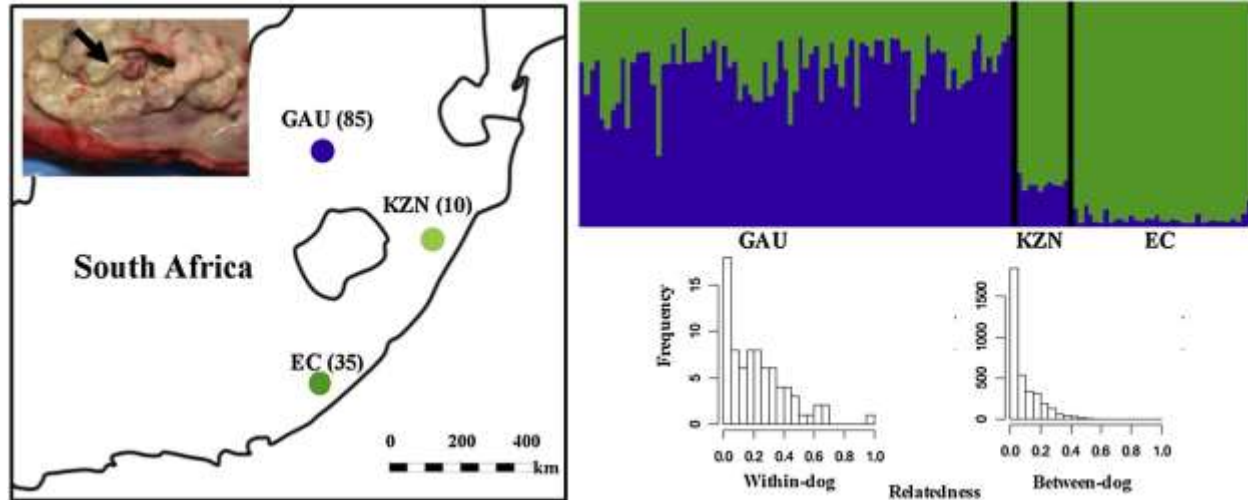 GAU (85)
KZN (10)
South Africa
EC (35)
0 200 400
km
GAU KZN EC
Frequency
0 5 10 15
0.0 0.2 0.4 0.6 0.8 1.0
Within-dog
0 500 1000 1500
0.0 0.2 0.4 0.6 0.8 1.0
Between-dog
Relatedness